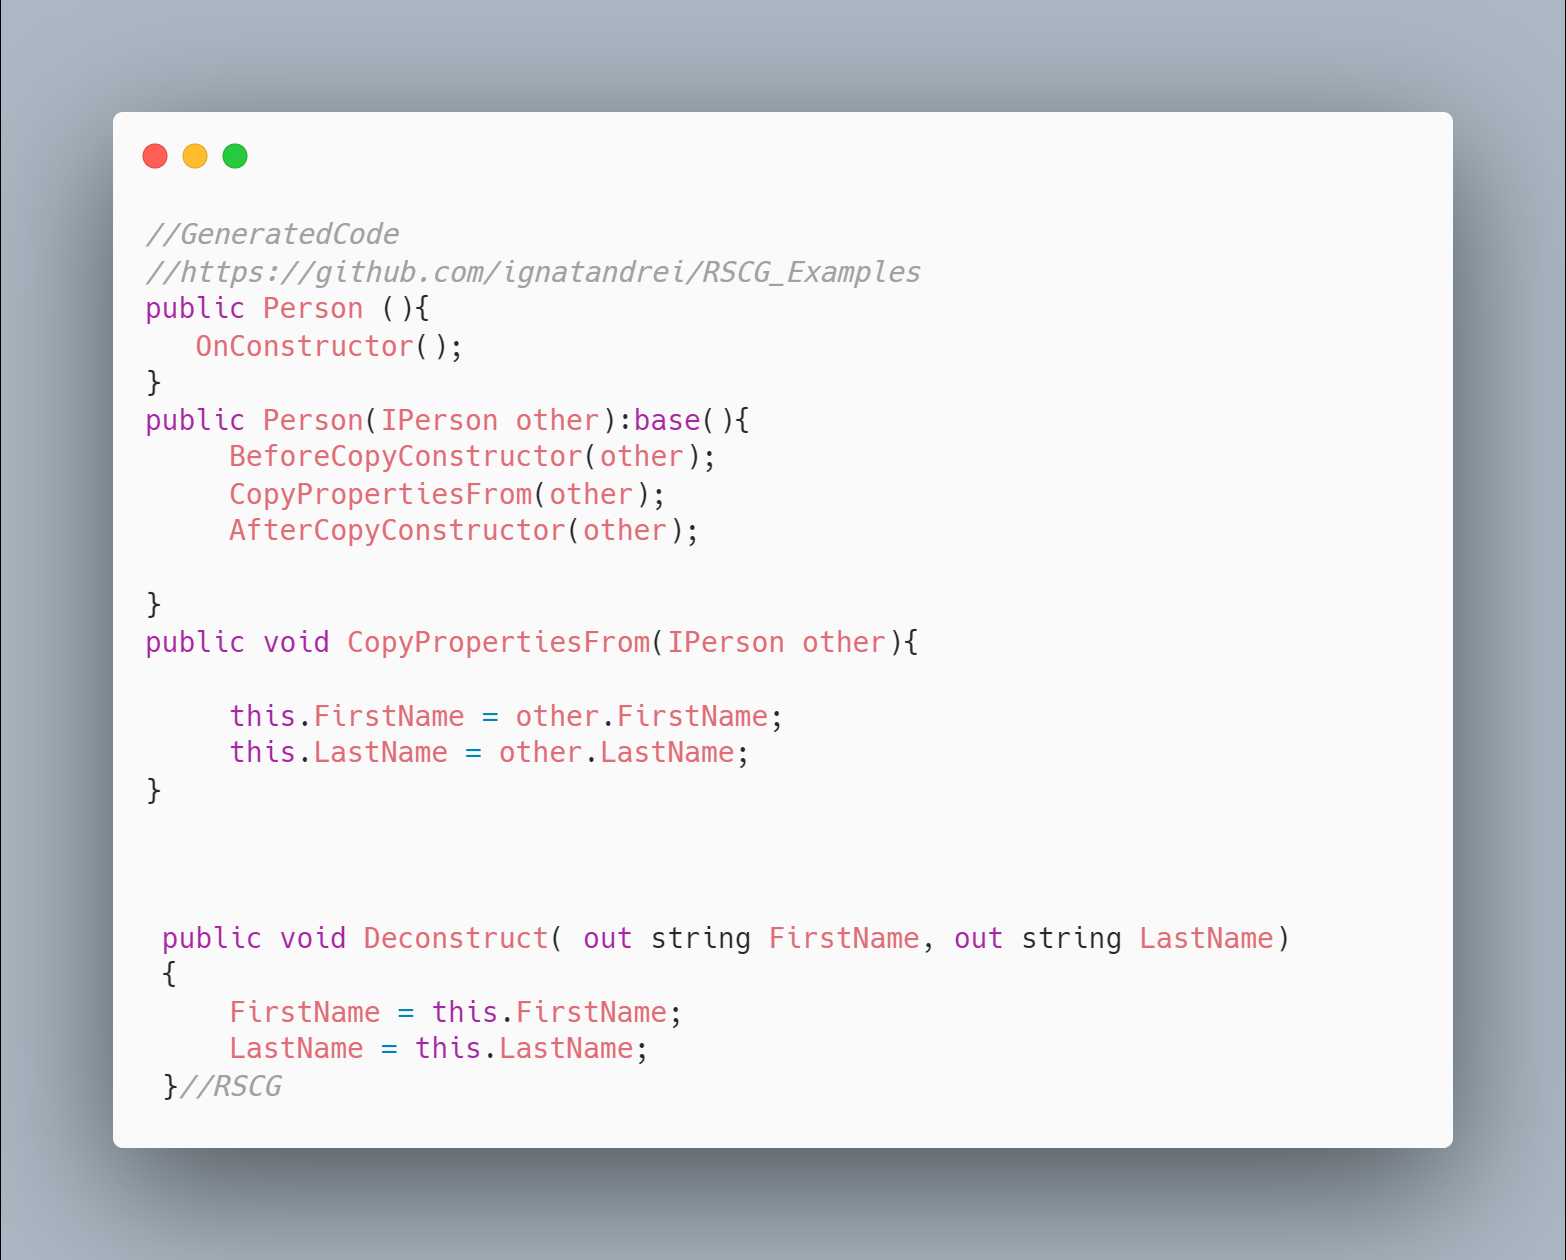 //GeneratedCode
//https://github.com/ignatandrei/RSCG_Examples
public Person (){
   OnConstructor();
}
public Person(IPerson other):base(){
     BeforeCopyConstructor(other);
     CopyPropertiesFrom(other);
     AfterCopyConstructor(other);
}
public void CopyPropertiesFrom(IPerson other){
     this.FirstName = other.FirstName;
     this.LastName = other.LastName;
}
 public void Deconstruct( out string FirstName, out string LastName)
 {
     FirstName = this.FirstName;
     LastName = this.LastName;
 }//RSCG